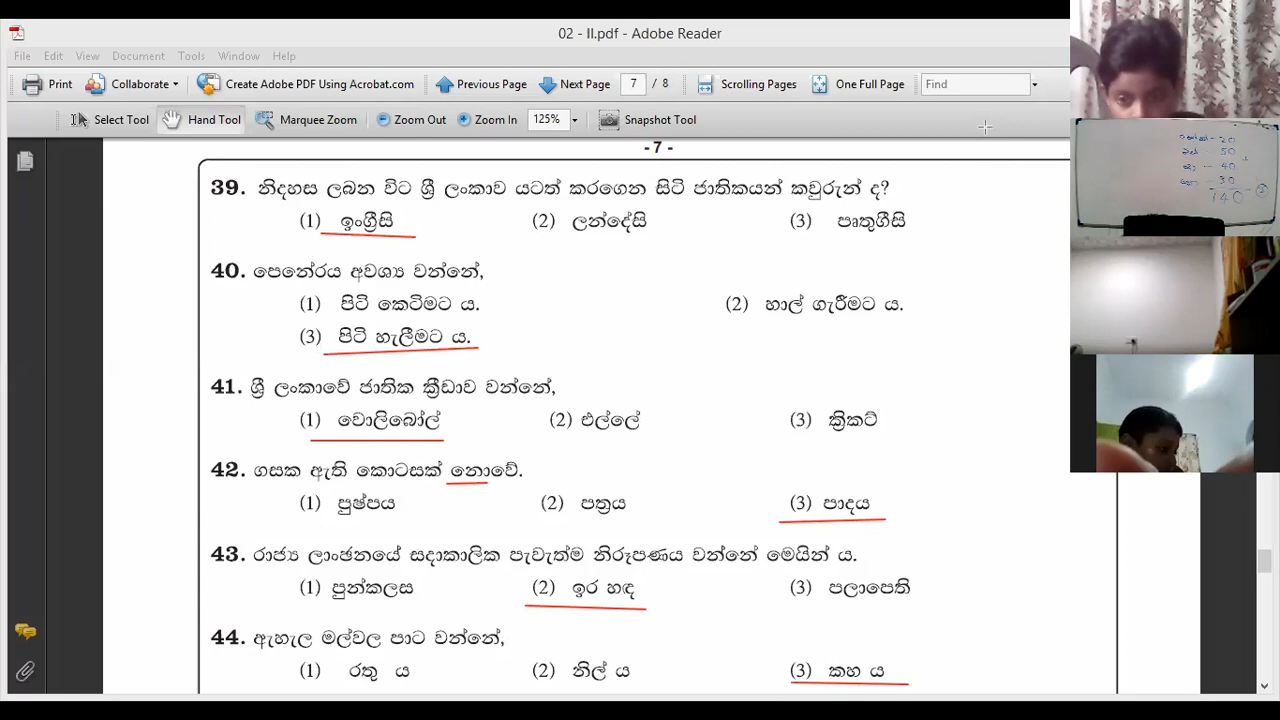 02 - II.pdf - Adobe Reader
File Edit View Document Tools Window Help
Print Collaborate Create Adobe PDF Using Acrobat.com Previous Page Next Page 7 / 8 Scrolling Pages One Full Page Find
Select Tool Hand Tool Marquee Zoom Zoom Out Zoom In 125% Snapshot Tool
- 7 -
39. නිදහස ලබන විට ශ්‍රී ලංකාව යටත් කරගෙන සිටි ජාතිකයන් කවුරුන් ද?
(1) ඉංග්‍රීසි (2) ලන්දේසි (3) පෘතුගීසි
40. පෙනේරය අවශ්‍ය වන්නේ,
(1) පිටි කෙටිමට ය. (2) හාල් ගැරීමට ය.
(3) පිටි හැලීමට ය.
41. ශ්‍රී ලංකාවේ ජාතික ක්‍රීඩාව වන්නේ,
(1) වොලිබෝල් (2) එල්ලේ (3) ක්‍රිකට්
42. ගසක ඇති කොටසක් නොවේ.
(1) පුෂ්පය (2) පත්‍රය (3) පාදය
43. රාජ්‍ය ලාංඡනයේ සදාකාලික පැවැත්ම නිරූපණය වන්නේ මෙයින් ය.
(1) පුන්කලස (2) ඉර හඳ (3) පලාපෙති
44. ඇහැල මල්වල පාට වන්නේ,
(1) රතු ය (2) නිල් ය (3) කහ ය
20
50
40
30
140